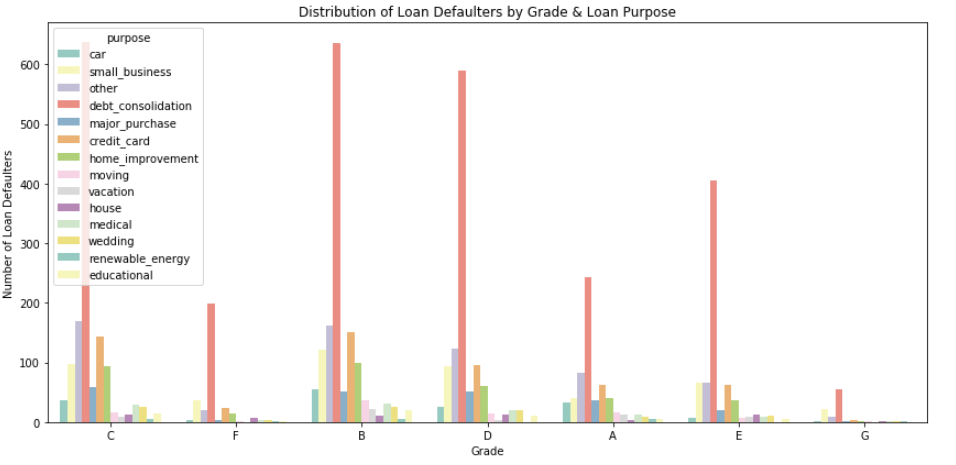 Distribution of Loan Defaulters by Grade & Loan Purpose
Number of Loan Defaulters
600
500
400
300
200
100
0
purpose
car
small_business
other
debt_consolidation
major_purchase
credit_card
home_improvement
moving
vacation
house
medical
wedding
renewable_energy
educational
C F B D A E G
Grade